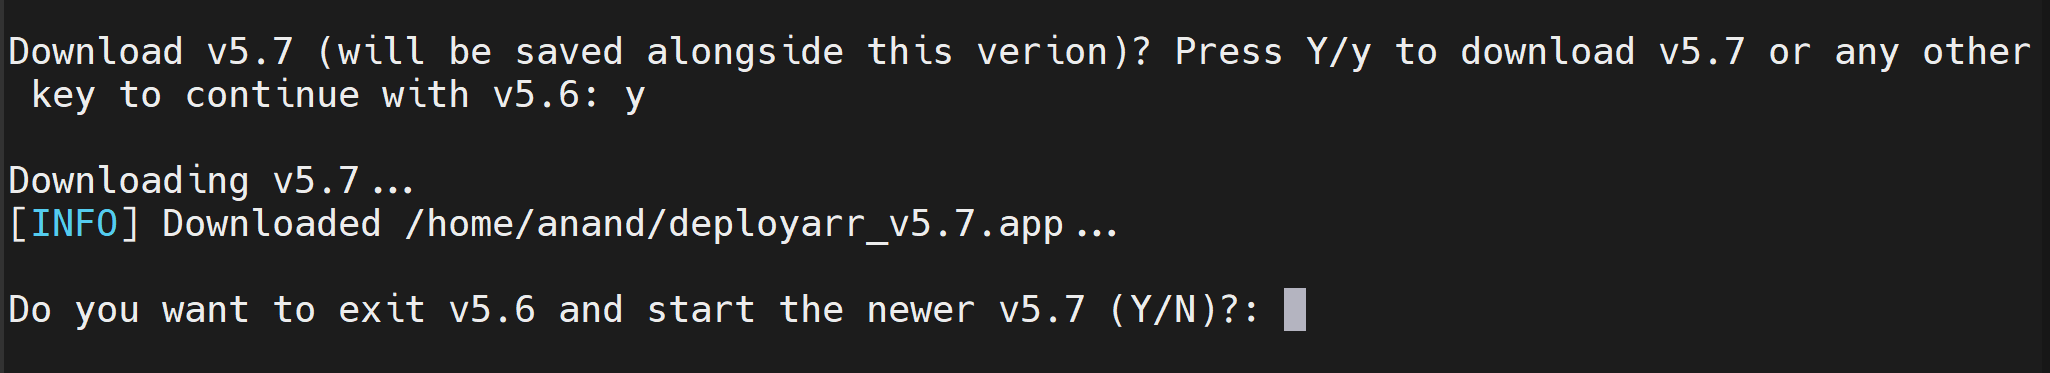 Download v5.7 (will be saved alongside this verion)? Press Y/y to download v5.7 or any other
key to continue with v5.6: y
Downloading v5.7...
[INFO] Downloaded /home/anand/deployarr_v5.7.app...
Do you want to exit v5.6 and start the newer v5.7 (Y/N)?: